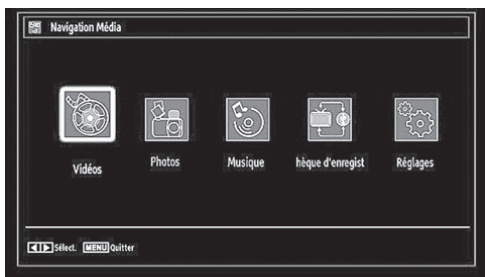 Navigation Média
Vidéos Photos Musique hèque d'enregist Réglages
Sélect. MENU Quitter